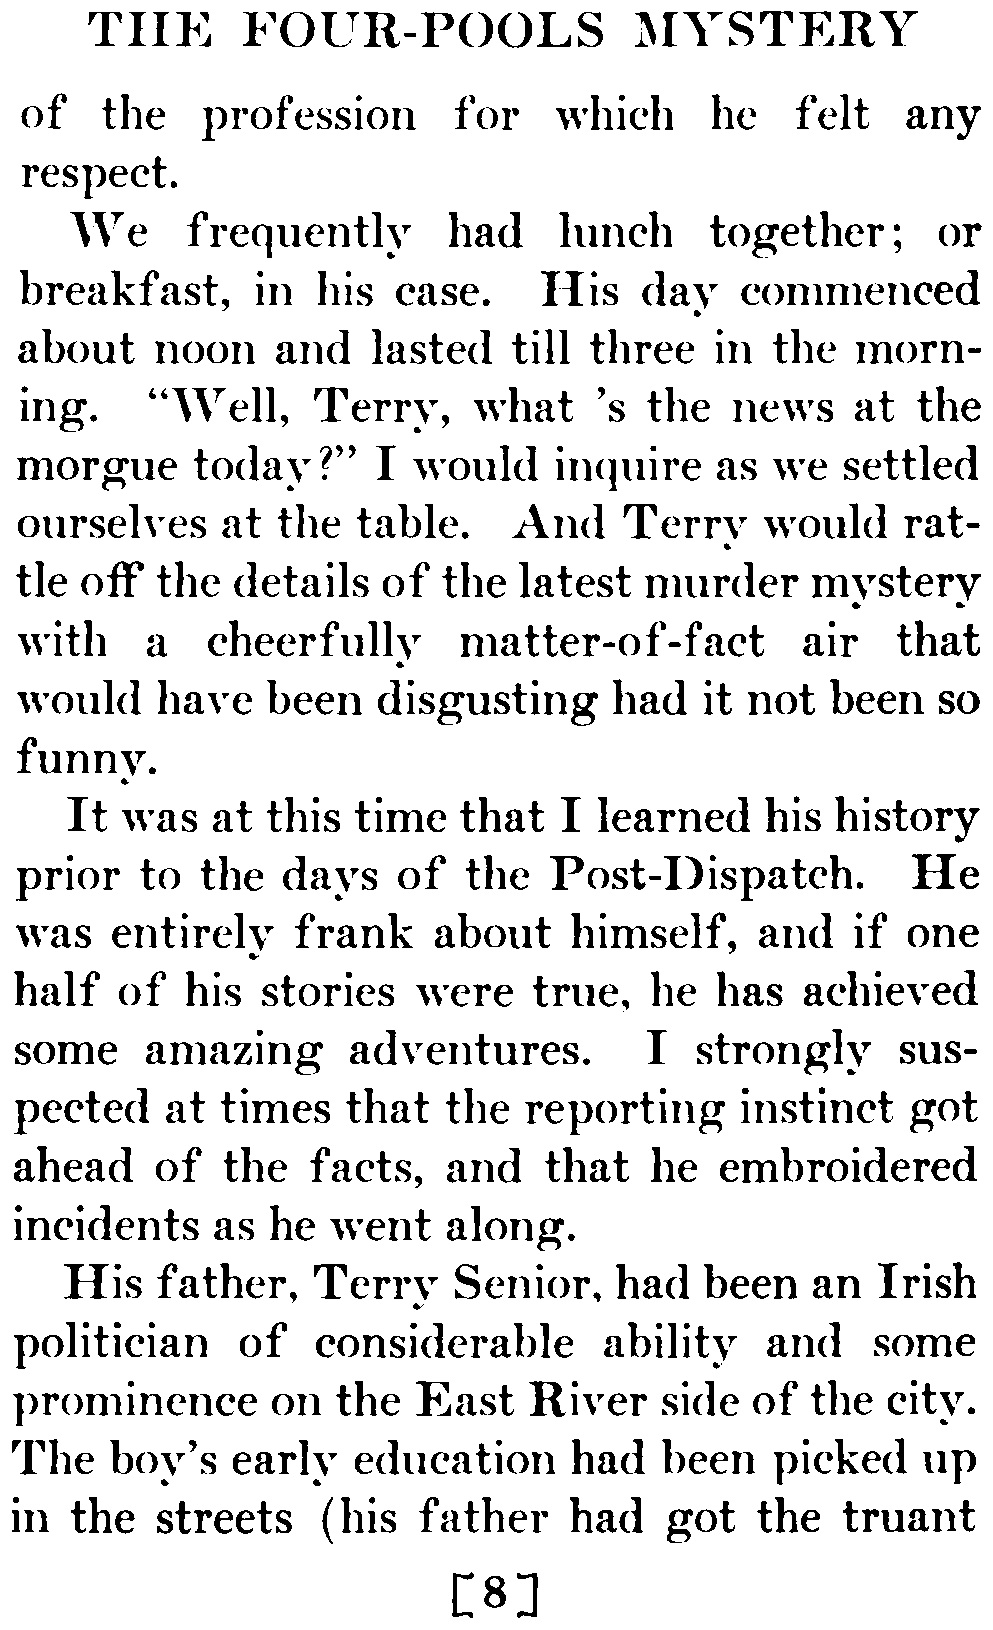 THE FOUR-POOLS MYSTERY
of the profession for which he felt any
respect.
We frequently had lunch together; or
breakfast, in his case. His day commenced
about noon and lasted till three in the morn-
ing. “Well, Terry, what 's the news at the
morgue today?” I would inquire as we settled
ourselves at the table. And Terry would rat-
tle off the details of the latest murder mystery
with a cheerfully matter-of-fact air that
would have been disgusting had it not been so
funny.
It was at this time that I learned his history
prior to the days of the Post-Dispatch. He
was entirely frank about himself, and if one
half of his stories were true, he has achieved
some amazing adventures. I strongly sus-
pected at times that the reporting instinct got
ahead of the facts, and that he embroidered
incidents as he went along.
His father, Terry Senior, had been an Irish
politician of considerable ability and some
prominence on the East River side of the city.
The boy’s early education had been picked up
in the streets (his father had got the truant
[8]